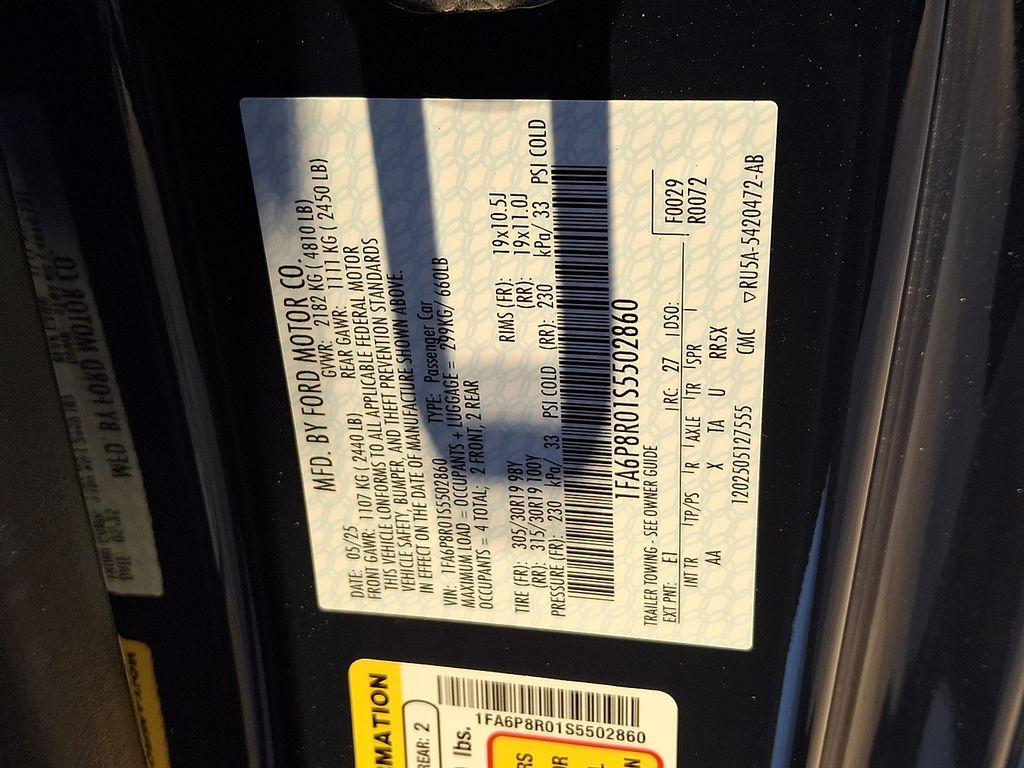 MFD. BY FORD MOTOR CO.
DATE: 05/25 GVWR: 2182 KG ( 4810 LB)
FRONT GAWR: 1107 KG ( 2440 LB) REAR GAWR: 1111 KG ( 2450 LB)
THIS VEHICLE CONFORMS TO ALL APPLICABLE FEDERAL MOTOR
VEHICLE SAFETY, BUMPER, AND THEFT PREVENTION STANDARDS
IN EFFECT ON THE DATE OF MANUFACTURE SHOWN ABOVE.
VIN: 1FA6P8R01S5502860 TYPE: Passenger Car
MAXIMUM LOAD = OCCUPANTS + LUGGAGE = 299KG/ 660LB
OCCUPANTS = 4 TOTAL, 2 FRONT, 2 REAR
TIRE (FR): 305/30R19 98Y RIMS (FR): 19x10.5J
(RR): 315/30R19 100Y (RR): 19x11.0J
PRESSURE (FR): 230 kPa/ 33 PSI COLD (RR): 230 kPa/ 33 PSI COLD
1FA6P8R01S5502860
TRAILER TOWING - SEE OWNER GUIDE F0029
EXT PNT: E1 RC: 27 DSO: R0072
INT TR TP/PS R AXLE TR SPR
AA X TA U RR5X
1202505127555 CMC ▽RU5A-5420472-AB
MATION
REAR: 2
lbs.
1FA6P8R01S5502860